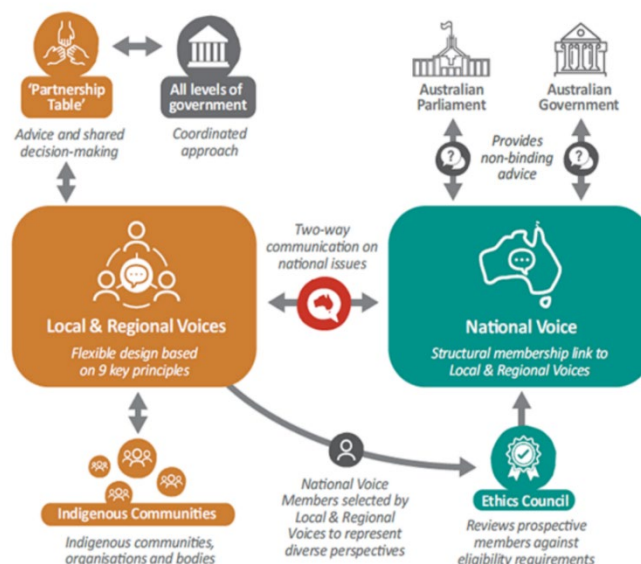 'Partnership
Table'
All levels of
government
Advice and shared
decision-making
Coordinated
approach
Australian
Parliament
Australian
Government
Provides
non-binding
advice
Local & Regional Voices
Flexible design based
on 9 key principles
Two-way
communication on
national issues
National Voice
Structural membership link to
Local & Regional Voices
Indigenous Communities
Indigenous communities,
organisations and bodies
National Voice
Members selected by
Local & Regional
Voices to represent
diverse perspectives
Ethics Council
Reviews prospective
members against
eligibility requirements